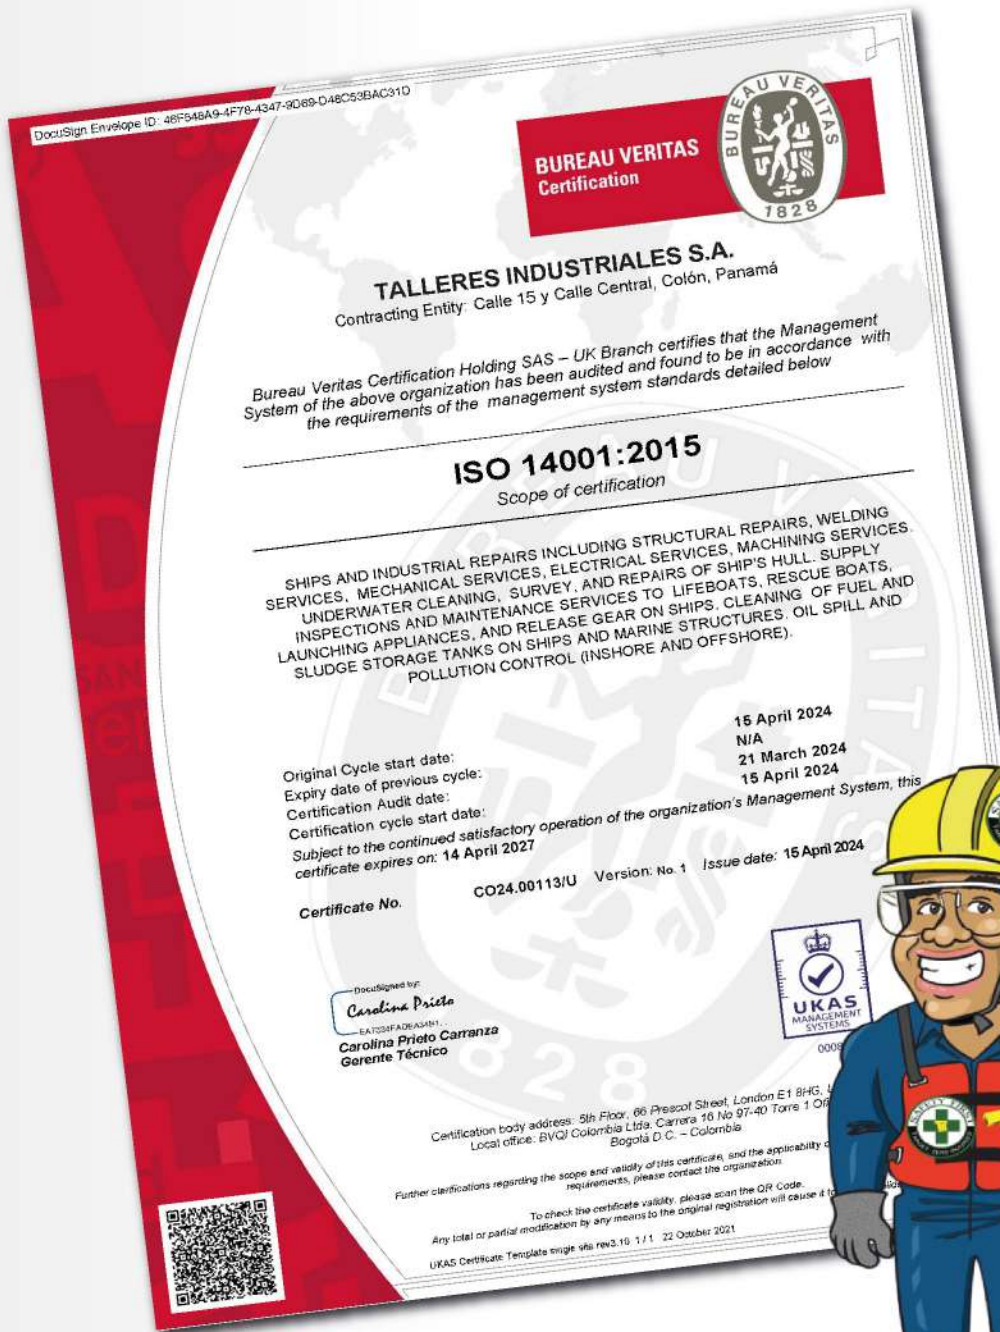 DocuSign Envelope ID: 46F548A9-4F78-4347-9D69-D48C53BAC31D
BUREAU VERITAS
Certification
BUREAU VERITAS
1828
TALLERES INDUSTRIALES S.A.
Contracting Entity: Calle 15 y Calle Central, Colón, Panamá
Bureau Veritas Certification Holding SAS – UK Branch certifies that the Management
System of the above organization has been audited and found to be in accordance with
the requirements of the management system standards detailed below
ISO 14001:2015
Scope of certification
SHIPS AND INDUSTRIAL REPAIRS INCLUDING STRUCTURAL REPAIRS, WELDING
SERVICES, MECHANICAL SERVICES, ELECTRICAL SERVICES, MACHINING SERVICES.
UNDERWATER CLEANING, SURVEY, AND REPAIRS OF SHIP'S HULL. SUPPLY
INSPECTIONS AND MAINTENANCE SERVICES TO LIFEBOATS, RESCUE BOATS,
LAUNCHING APPLIANCES, AND RELEASE GEAR ON SHIPS. CLEANING OF FUEL AND
SLUDGE STORAGE TANKS ON SHIPS AND MARINE STRUCTURES. OIL SPILL AND
POLLUTION CONTROL (INSHORE AND OFFSHORE).
Original Cycle start date: 15 April 2024
Expiry date of previous cycle: N/A
Certification Audit date: 21 March 2024
Certification cycle start date: 15 April 2024
Subject to the continued satisfactory operation of the organization's Management System, this
certificate expires on: 14 April 2027
Certificate No. CO24.00113/U Version: No. 1 Issue date: 15 April 2024
DocuSigned by:
Carolina Prieto
Carolina Prieto Carranza
Gerente Técnico
UKAS
MANAGEMENT
SYSTEMS
0008
Certification body address: 5th Floor, 66 Prescot Street, London E1 8HG,
Local office: BVQI Colombia Ltda. Carrera 16 No 97-40 Torre 1
Bogotá D.C. – Colombia
Further clarifications regarding the scope and validity of this certificate, and the applicability
requirements, please contact the organization
To check the certificate validity, please scan the QR Code.
Any total or partial modification by any means to the original registration will cause it
UKAS Certificate Template single site rev3.10 1 / 1 22 October 2021
SAFETY FIRST